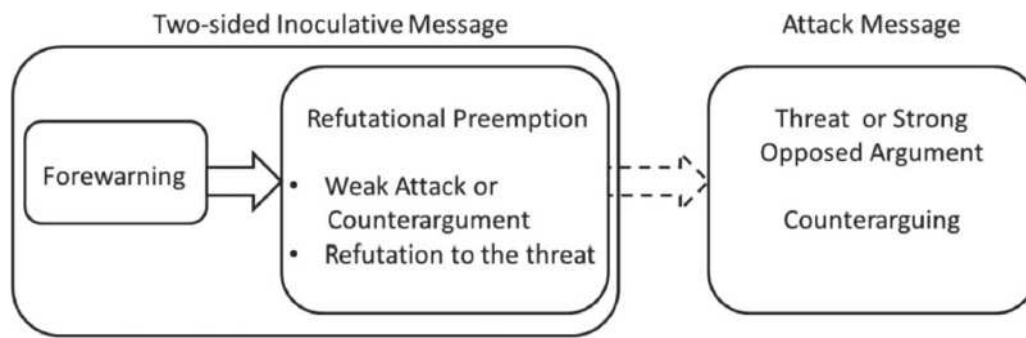 Two-sided Inoculative Message
Attack Message
Forewarning
Refutational Preemption
• Weak Attack or
Counterargument
• Refutation to the threat
Threat or Strong
Opposed Argument
Counterarguing